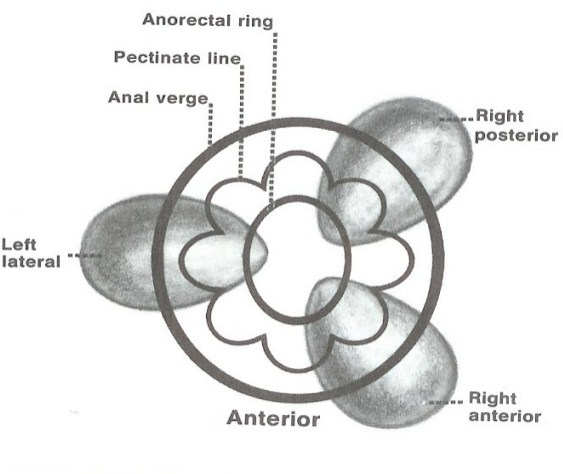 Anorectal ring
Pectinate line
Anal verge
Right
posterior
Left
lateral
Right
anterior
Anterior